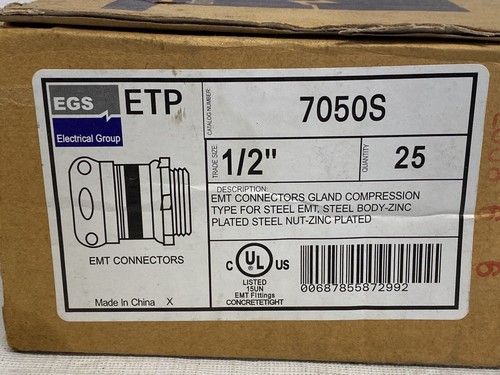 EGS
Electrical Group
ETP
CATALOG NUMBER:
7050S
TRADE SIZE:
1/2"
QUANTITY
25
DESCRIPTION:
EMT CONNECTORS GLAND COMPRESSION
TYPE FOR STEEL EMT, STEEL BODY-ZINC
PLATED STEEL NUT-ZINC PLATED
EMT CONNECTORS
Made In China X
C UL US
LISTED
15UN
EMT Fittings
CONCRETETIGHT
00687855872992